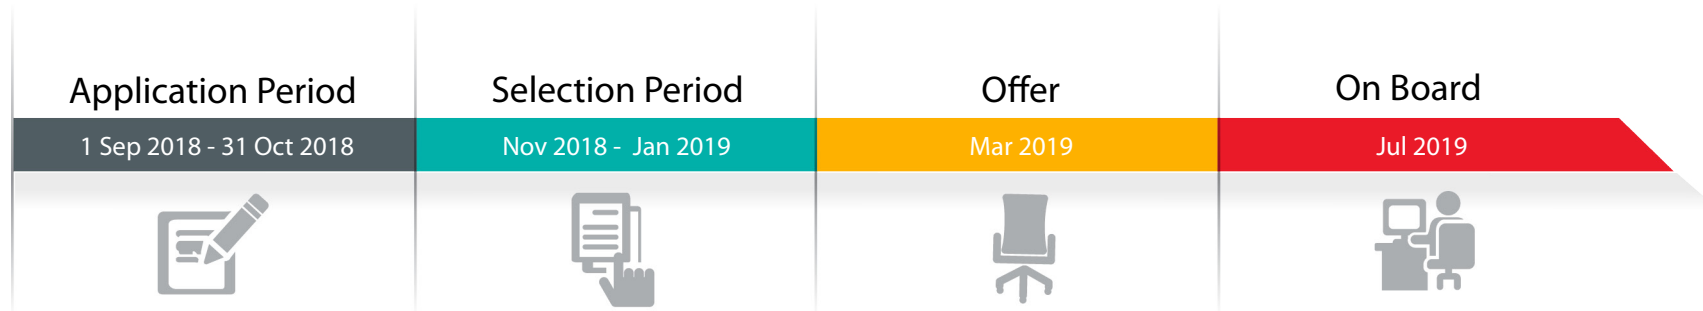 Application Period
1 Sep 2018 - 31 Oct 2018
Selection Period
Nov 2018 - Jan 2019
Offer
Mar 2019
On Board
Jul 2019